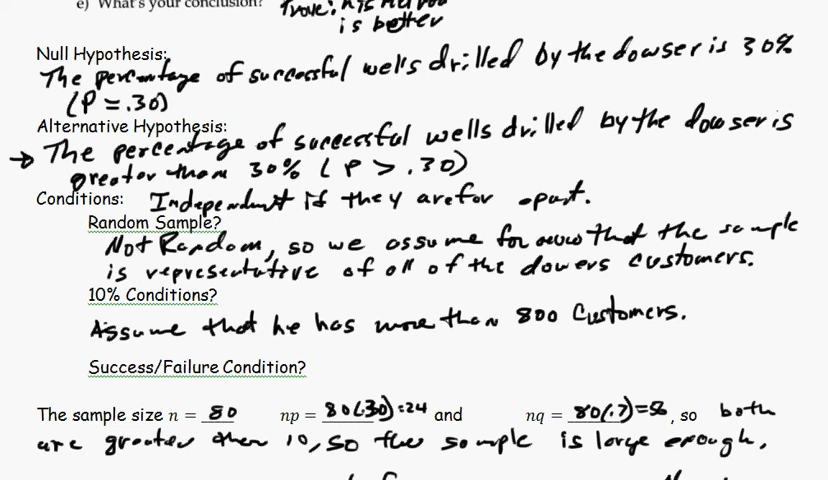 e) What's your conclusion? Prove:
is better
Null Hypothesis:
The percentage of successful wells drilled by the dowser is 30%
(P = .30)
Alternative Hypothesis:
→ The percentage of successful wells drilled by the dowser is
greater than 30% (P > .30)
Conditions: Independent if they are far apart.
Random Sample?
Not Random, so we assume for now that the sample
is representative of all of the dowers customers.
10% Conditions?
Assume that he has more than 800 Customers.
Success/Failure Condition?
The sample size n = 80 np = 80(.30)=24 and nq = 80(.7)=56, so both
are greater then 10, so the sample is large enough.